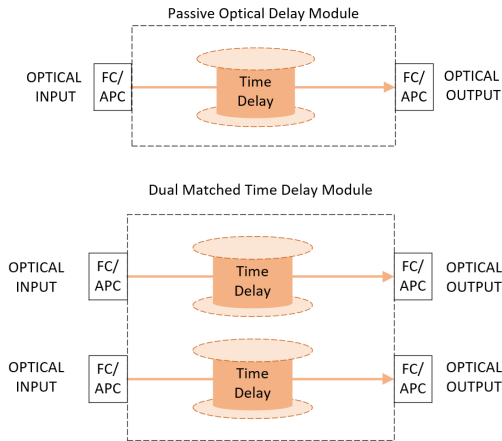 Passive Optical Delay Module
OPTICAL
INPUT
FC/
APC
Time
Delay
FC/
APC
OPTICAL
OUTPUT
Dual Matched Time Delay Module
OPTICAL
INPUT
FC/
APC
Time
Delay
FC/
APC
OPTICAL
OUTPUT
OPTICAL
INPUT
FC/
APC
Time
Delay
FC/
APC
OPTICAL
OUTPUT